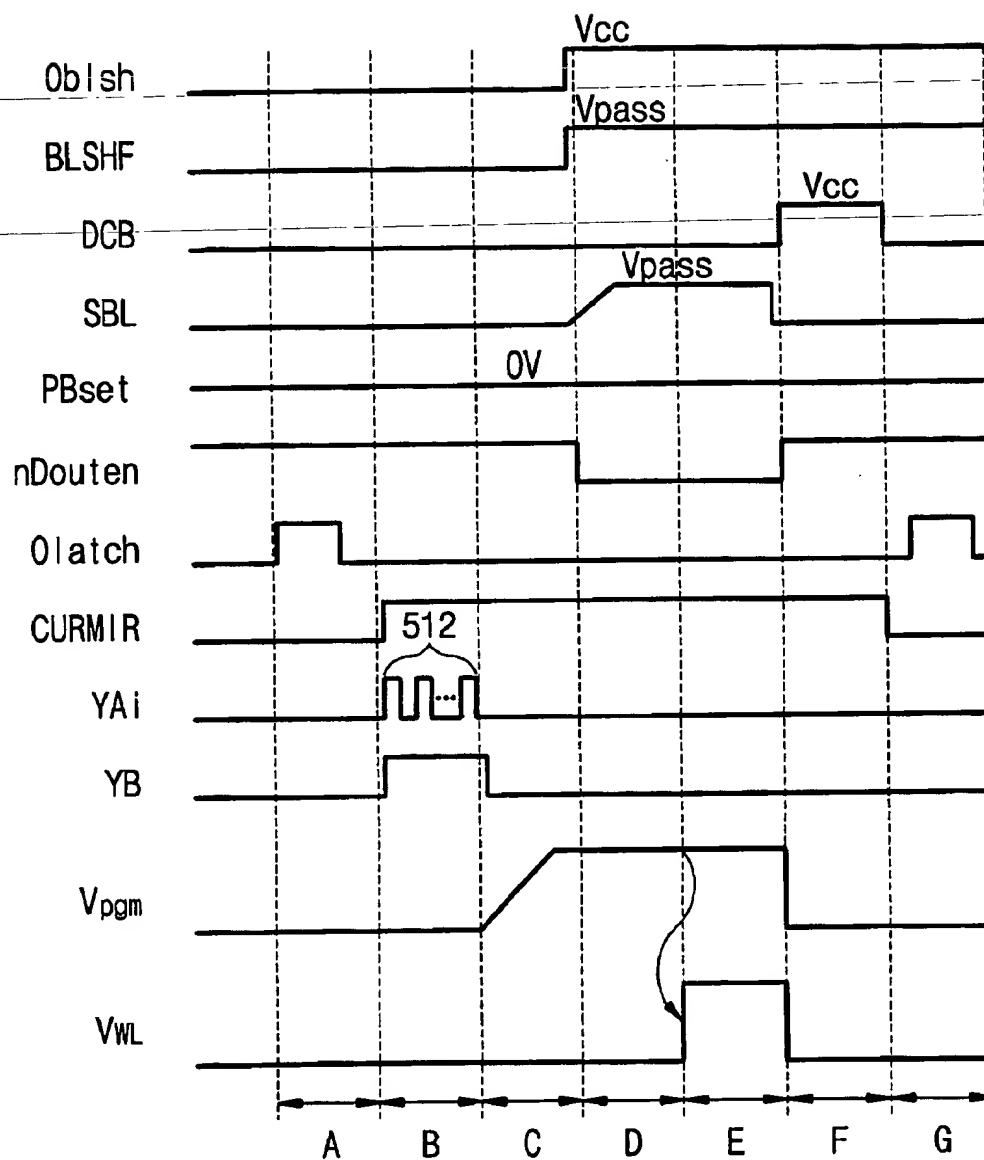 Vcc
Oblsh
Vpass
BLSHF
Vcc
DCB
Vpass
SBL
0V
PBset
nDouten
Olatch
CURMIR
512
YAi
...
YB
Vpgm
VWL
A B C D E F G